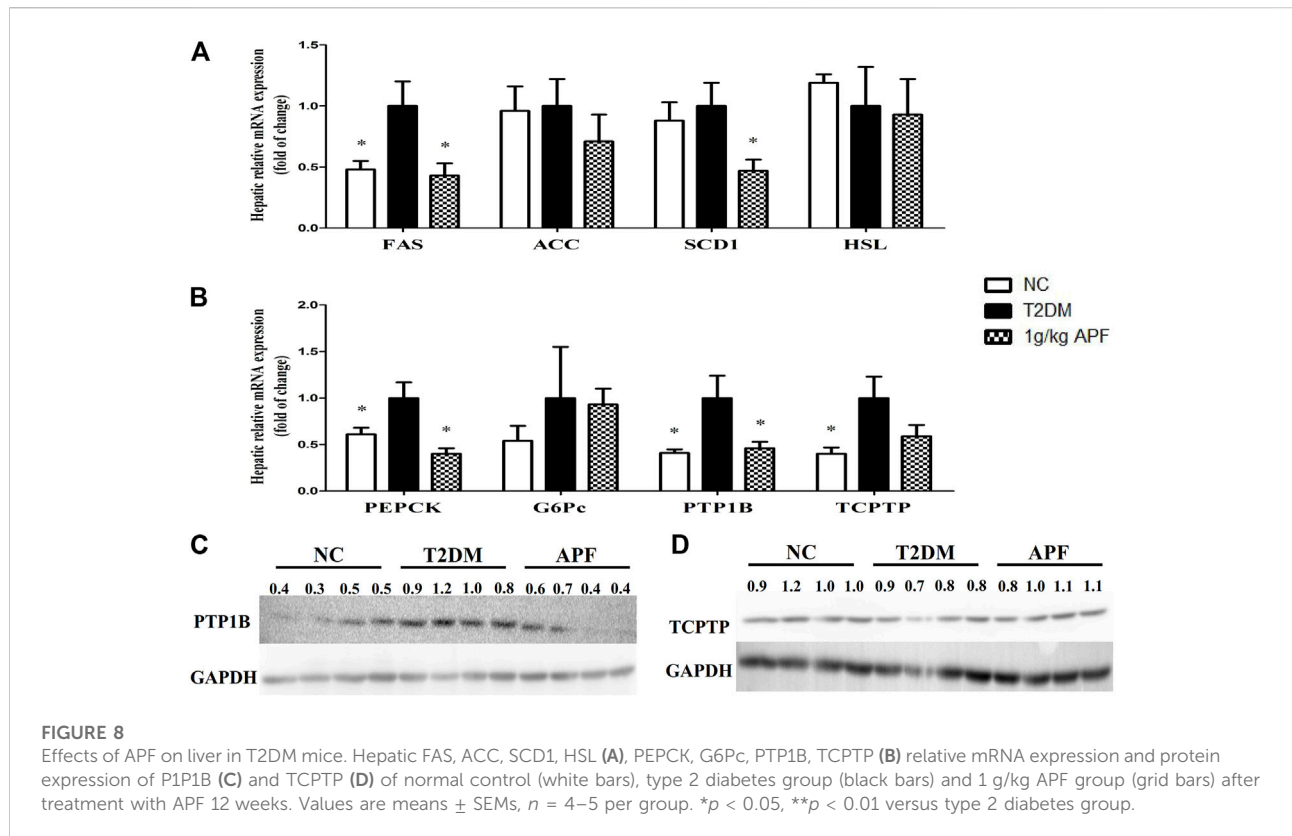 A
Hepatic relative mRNA expression
(fold of change)
1.5
1.0
0.5
0.0
* * *
FAS ACC SCD1 HSL
B
Hepatic relative mRNA expression
(fold of change)
2.0
1.5
1.0
0.5
0.0
* * * * *
PEPCK G6Pc PTP1B TCPTP
NC
T2DM
1g/kg APF
C
NC T2DM APF
0.4 0.3 0.5 0.5 0.9 1.2 1.0 0.8 0.6 0.7 0.4 0.4
PTP1B
GAPDH
D
NC T2DM APF
0.9 1.2 1.0 1.0 0.9 0.7 0.8 0.8 0.8 1.0 1.1 1.1
TCPTP
GAPDH
FIGURE 8
Effects of APF on liver in T2DM mice. Hepatic FAS, ACC, SCD1, HSL (A), PEPCK, G6Pc, PTP1B, TCPTP (B) relative mRNA expression and protein
expression of P1P1B (C) and TCPTP (D) of normal control (white bars), type 2 diabetes group (black bars) and 1 g/kg APF group (grid bars) after
treatment with APF 12 weeks. Values are means ± SEMs, n = 4–5 per group. *p < 0.05, **p < 0.01 versus type 2 diabetes group.